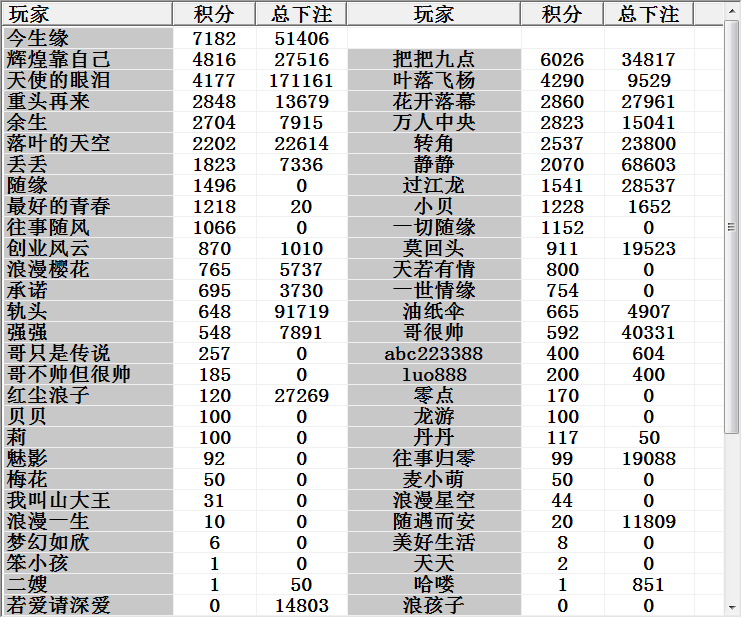 玩家 积分 总下注 玩家 积分 总下注
今生缘 7182 51406
辉煌靠自己 4816 27516 把把九点 6026 34817
天使的眼泪 4177 171161 叶落飞杨 4290 9529
重头再来 2848 13679 花开落幕 2860 27961
余生 2704 7915 万人中央 2823 15041
落叶的天空 2202 22614 转角 2537 23800
丢丢 1823 7336 静静 2070 68603
随缘 1496 0 过江龙 1541 28537
最好的青春 1218 20 小贝 1228 1652
往事随风 1066 0 一切随缘 1152 0
创业风云 870 1010 莫回头 911 19523
浪漫樱花 765 5737 天若有情 800 0
承诺 695 3730 一世情缘 754 0
轨头 648 91719 油纸伞 665 4907
强强 548 7891 哥很帅 592 40331
哥只是传说 257 0 abc223388 400 604
哥不帅但很帅 185 0 luo888 200 400
红尘浪子 120 27269 零点 170 0
贝贝 100 0 龙游 100 0
莉 100 0 丹丹 117 50
魅影 92 0 往事归零 99 19088
梅花 50 0 麦小萌 50 0
我叫山大王 31 0 浪漫星空 44 0
浪漫一生 10 0 随遇而安 20 11809
梦幻如欣 6 0 美好生活 8 0
笨小孩 1 0 天天 2 0
二嫂 1 50 哈喽 1 851
若爱请深爱 0 14803 浪孩子 0 0